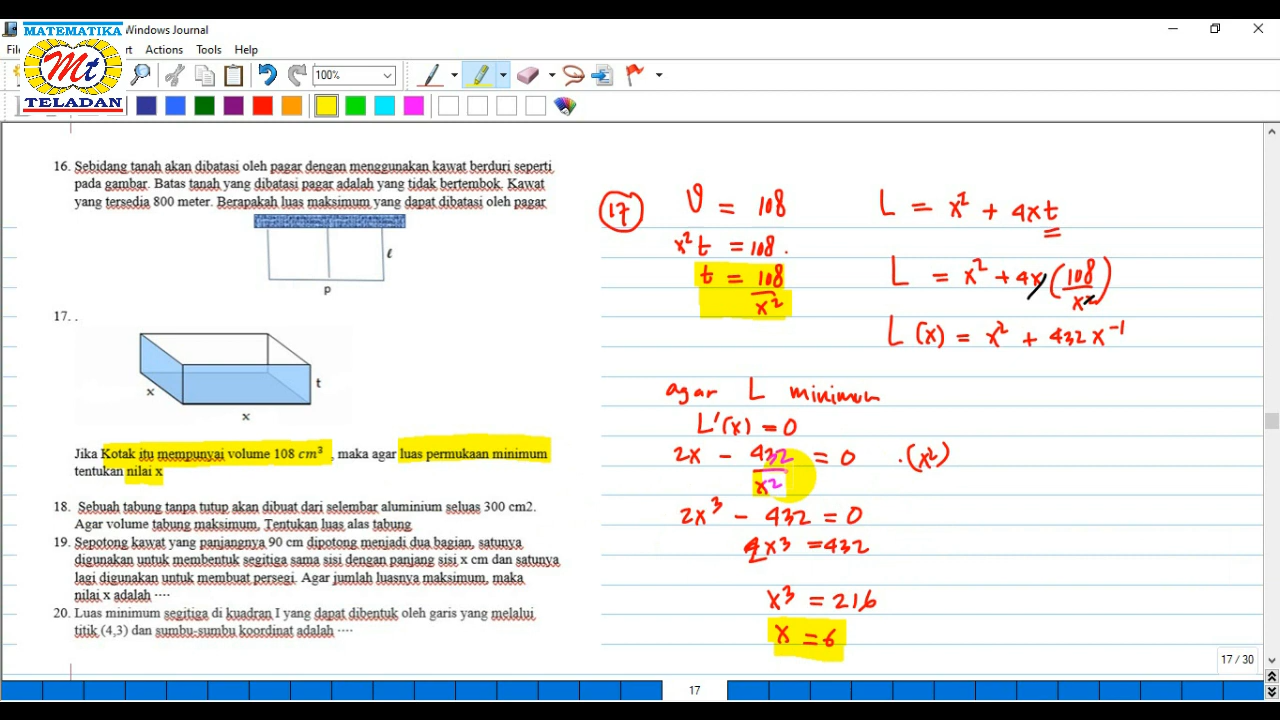 MATEMATIKA
Mt
TELADAN
Windows Journal
Actions Tools Help
100%
16. Sebidang tanah akan dibatasi oleh pagar dengan menggunakan kawat berduri seperti
pada gambar. Batas tanah yang dibatasi pagar adalah yang tidak bertembok. Kawat
yang tersedia 800 meter. Berapakah luas maksimum yang dapat dibatasi oleh pagar
ℓ
p
17. .
t
x
x
Jika Kotak itu mempunyai volume 108 cm³ , maka agar luas permukaan minimum
tentukan nilai x
18. Sebuah tabung tanpa tutup akan dibuat dari selembar aluminium seluas 300 cm2.
Agar volume tabung maksimum, Tentukan luas alas tabung
19. Sepotong kawat yang panjangnya 90 cm dipotong menjadi dua bagian, satunya
digunakan untuk membentuk segitiga sama sisi dengan panjang sisi x cm dan satunya
lagi digunakan untuk membuat persegi. Agar jumlah luasnya maksimum, maka
nilai x adalah ····
20. Luas minimum segitiga di kuadran I yang dapat dibentuk oleh garis yang melalui
titik (4,3) dan sumbu-sumbu koordinat adalah ····
17
V = 108
x²t = 108.
t = 108/x²
L = x² + 4xt
L = x² + 4x (108/x²)
L (x) = x² + 432x⁻¹
agar L minimum
L'(x) = 0
2x - 432/x² = 0 .(x²)
2x³ - 432 = 0
2x³ = 432
x³ = 216
x = 6
17 / 30
17